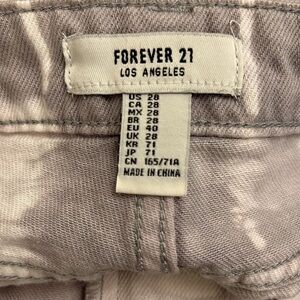 FOREVER 21
LOS ANGELES
US 28
CA 28
MX 28
BR 28
EU 40
UK 28
KR 71
JP 71
CN 165/71A
MADE IN CHINA